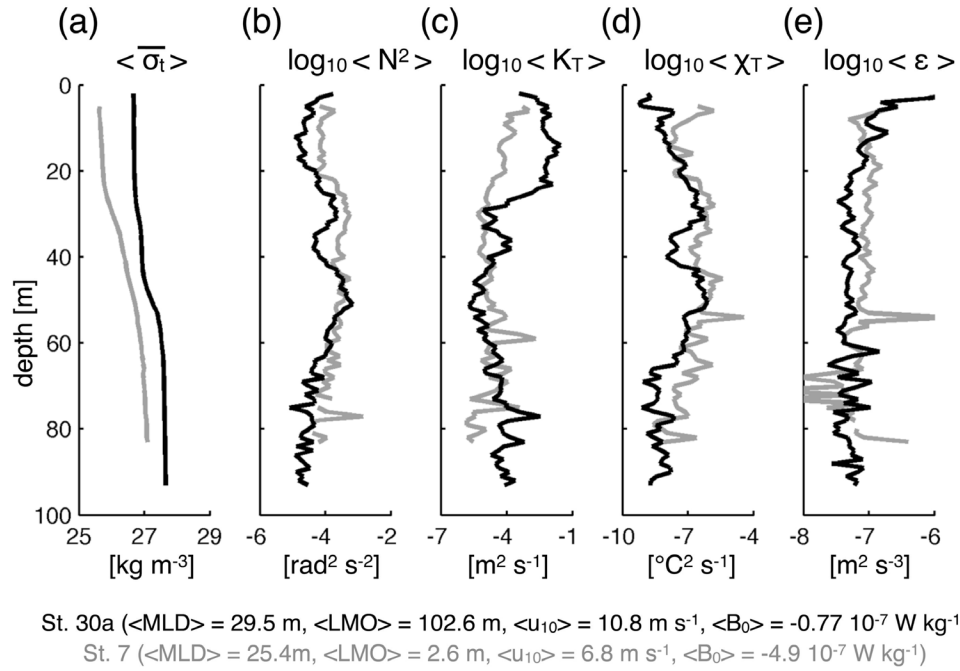 (a) (b) (c) (d) (e)
< σt > log10 < N² > log10 < KT > log10 < χT > log10 < ε >
0
20
40
60
80
100
depth [m]
25 27 29 -6 -4 -2 -7 -4 -1 -10 -7 -4 -8 -7 -6
[kg m-3] [rad² s-2] [m² s-1] [°C² s-1] [m² s-3]
St. 30a (<MLD> = 29.5 m, <LMO> = 102.6 m, <u10> = 10.8 m s-1, <B0> = -0.77 10-7 W kg-1
St. 7 (<MLD> = 25.4m, <LMO> = 2.6 m, <u10> = 6.8 m s-1, <B0> = -4.9 10-7 W kg-1)